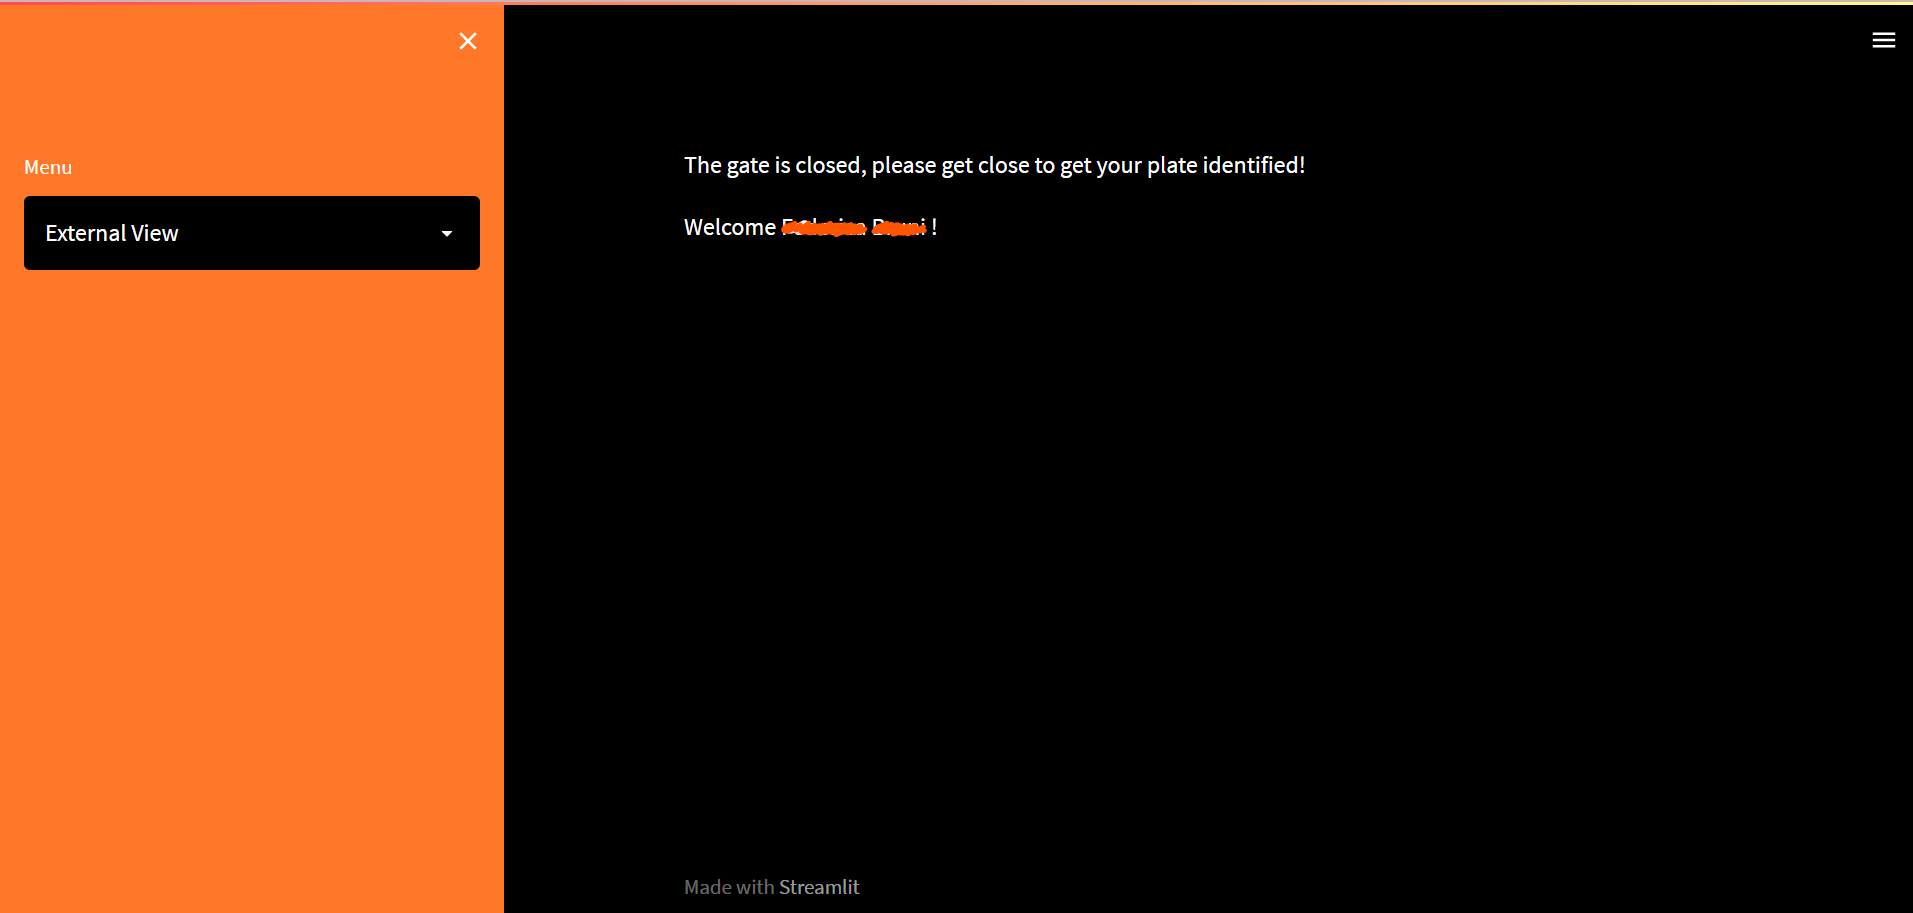 Menu
External View
The gate is closed, please get close to get your plate identified!
Welcome !
Made with Streamlit